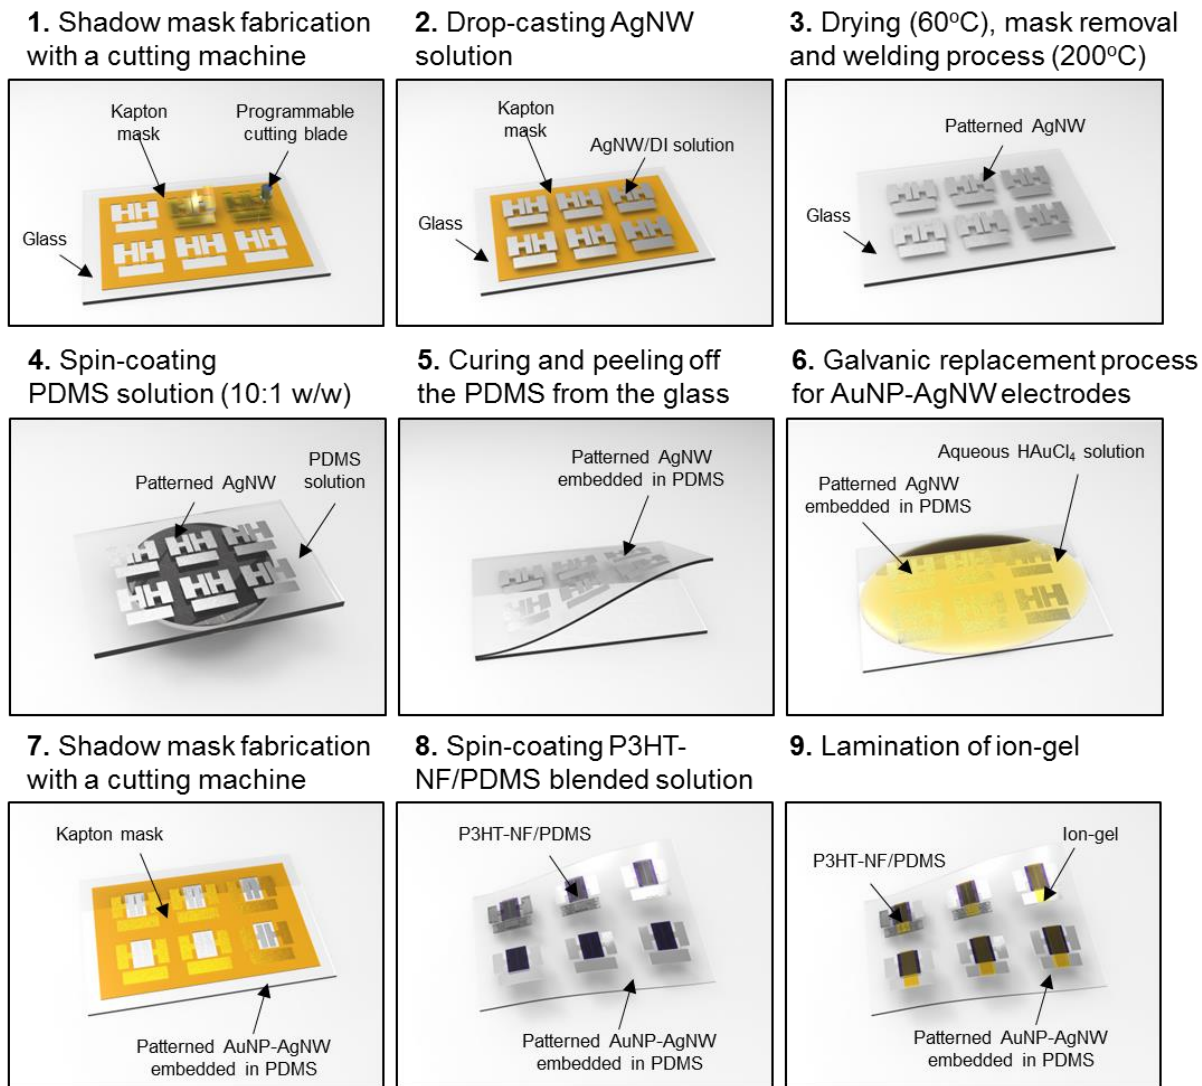 1. Shadow mask fabrication
with a cutting machine
Kapton
mask
Programmable
cutting blade
Glass
2. Drop-casting AgNW
solution
Kapton
mask
AgNW/DI solution
Glass
3. Drying (60°C), mask removal
and welding process (200°C)
Patterned AgNW
Glass
4. Spin-coating
PDMS solution (10:1 w/w)
Patterned AgNW
PDMS
solution
5. Curing and peeling off
the PDMS from the glass
Patterned AgNW
embedded in PDMS
6. Galvanic replacement process
for AuNP-AgNW electrodes
Aqueous HAuCl₄ solution
Patterned AgNW
embedded in PDMS
7. Shadow mask fabrication
with a cutting machine
Kapton mask
Patterned AuNP-AgNW
embedded in PDMS
8. Spin-coating P3HT-
NF/PDMS blended solution
P3HT-NF/PDMS
Patterned AuNP-AgNW
embedded in PDMS
9. Lamination of ion-gel
Ion-gel
P3HT-NF/PDMS
Patterned AuNP-AgNW
embedded in PDMS